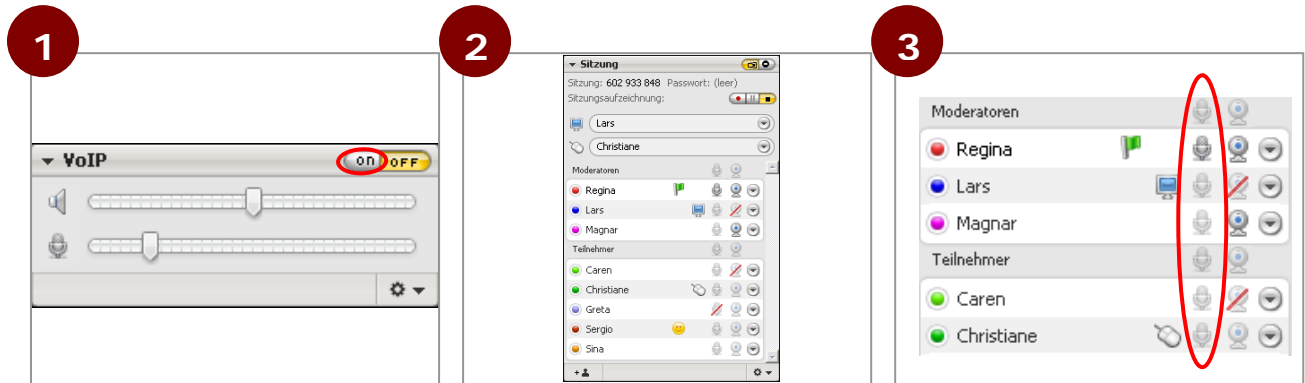 1
VoIP
on OFF
2
Sitzung
Sitzung: 602 933 848 Passwort: (leer)
Sitzungsaufzeichnung:
Lars
Christiane
Moderatoren
Regina
Lars
Magnar
Teilnehmer
Caren
Christiane
Greta
Sergio
Sina
3
Moderatoren
Regina
Lars
Magnar
Teilnehmer
Caren
Christiane